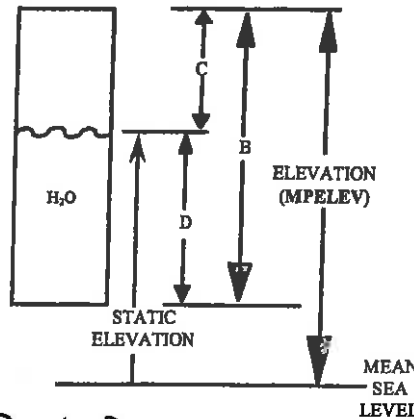 C
B
ELEVATION
(MPELEV)
H₂O
D
STATIC
ELEVATION
MEAN
SEA
LEVEL